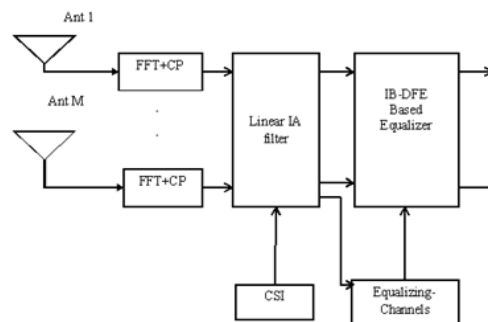 Ant 1
FFT+CP
Ant M
FFT+CP
Linear IA
filter
IB-DFE
Based
Equalizer
CSI
Equalizing-
Channels